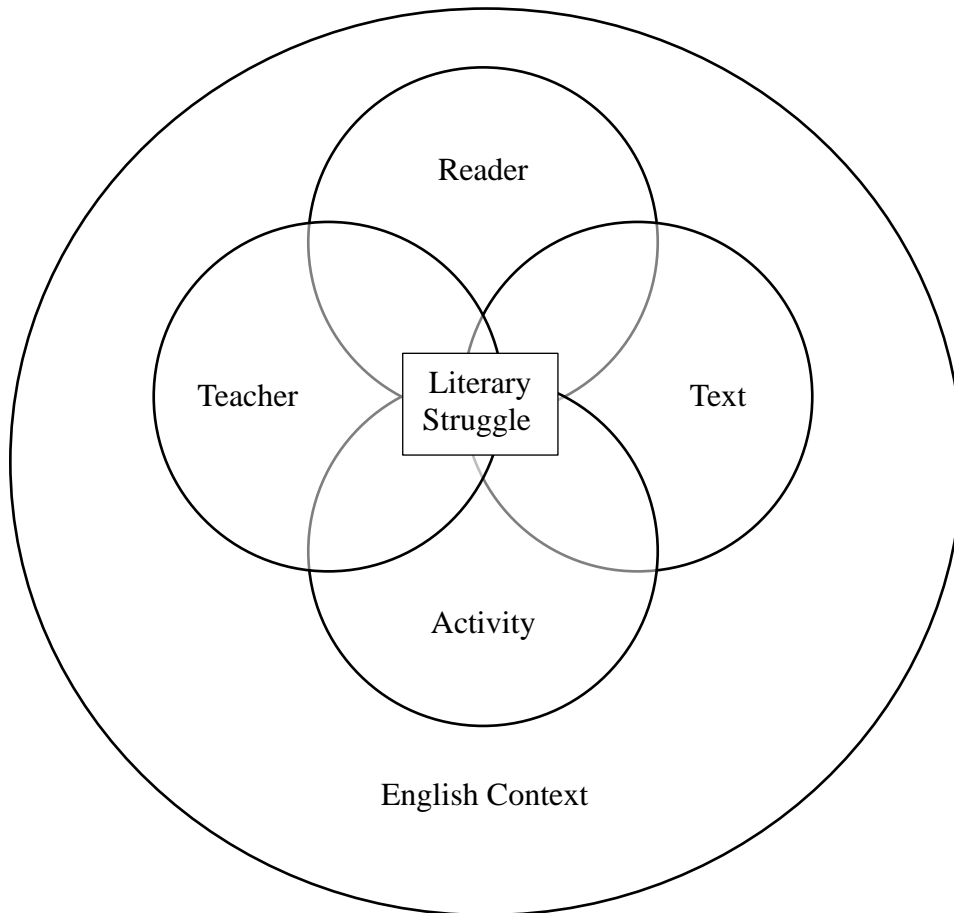 Reader
Teacher
Literary
Struggle
Text
Activity
English Context